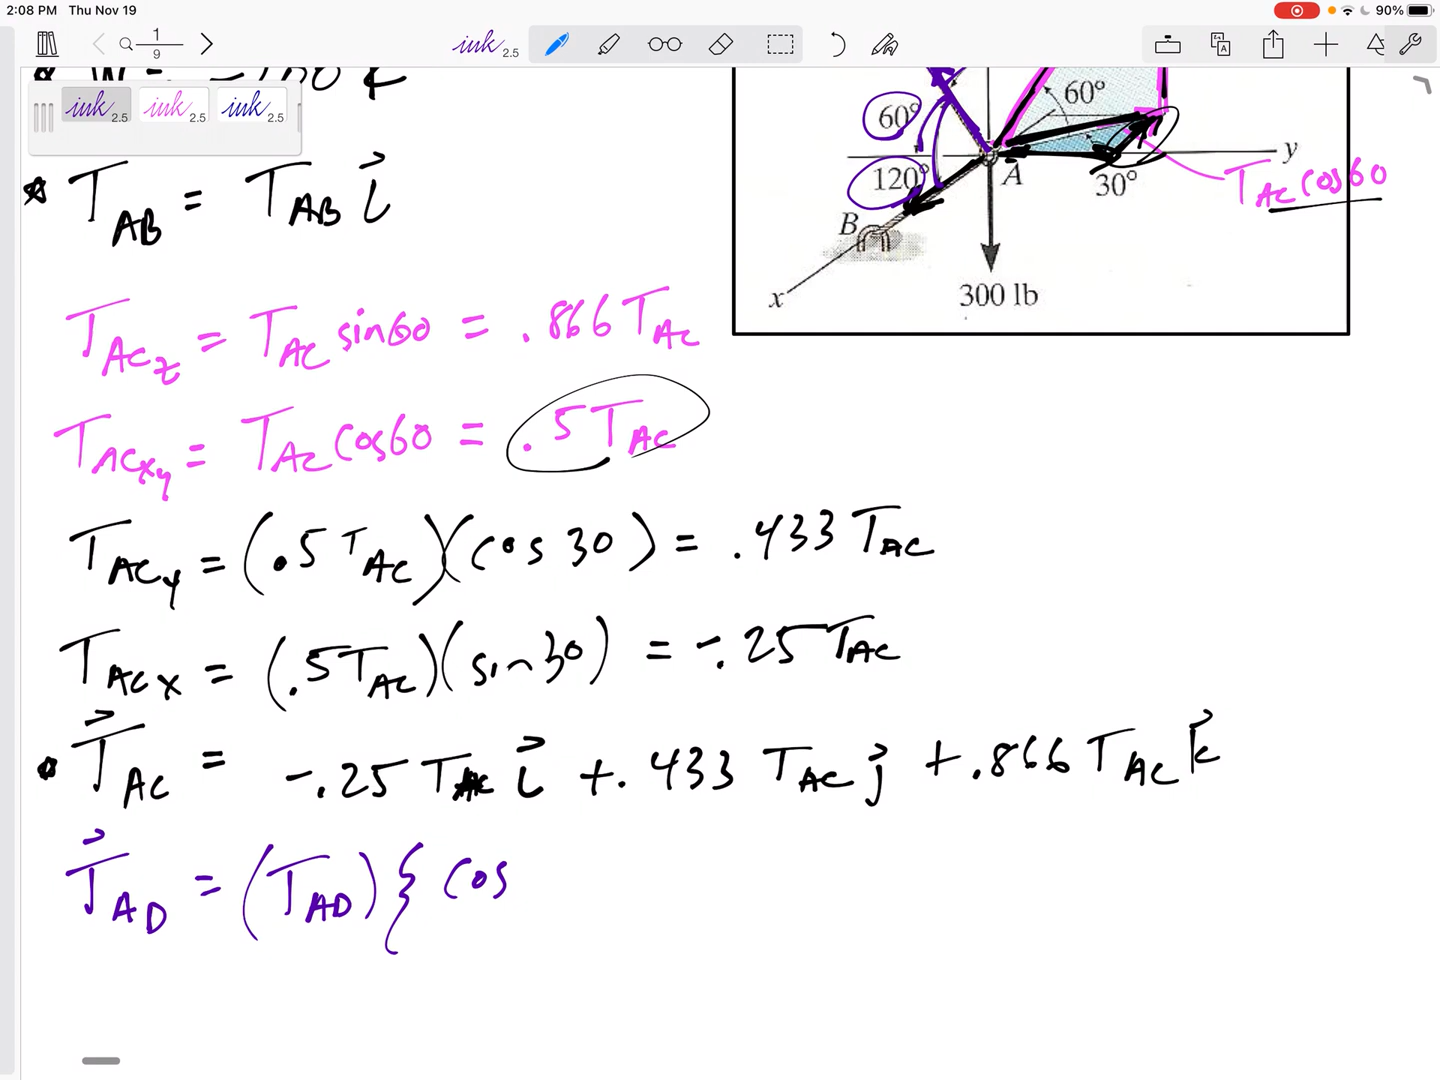 2:08 PM Thu Nov 19
90%
1
9
ink 2.5
ink 2.5
ink 2.5
ink 2.5
60°
60°
y
120°
A
30°
T_AC cos 60
B
x
300 lb
T_AB = T_AB i
T_ACz = T_AC sin60 = .866 T_AC
T_ACxy = T_AC cos60 = .5 T_AC
T_ACy = (.5 T_AC)(cos 30) = .433 T_AC
T_ACx = (.5 T_AC)(sin 30) = -.25 T_AC
T_AC = -.25 T_AC i + .433 T_AC j + .866 T_AC k
T_AD = (T_AD) { cos